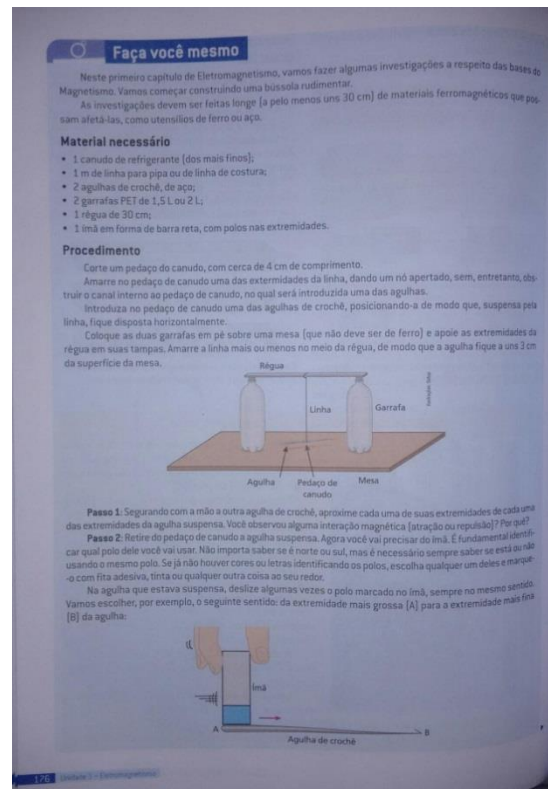 Faça você mesmo
Neste primeiro capítulo de Eletromagnetismo, vamos fazer algumas investigações a respeito das bases do
Magnetismo. Vamos começar construindo uma bússola rudimentar.
As investigações devem ser feitas longe (a pelo menos uns 30 cm) de materiais ferromagnéticos que pos-
sam afetá-las, como utensílios de ferro ou aço.
Material necessário
• 1 canudo de refrigerante (dos mais finos);
• 1 m de linha para pipa ou de linha de costura;
• 2 agulhas de crochê, de aço;
• 2 garrafas PET de 1,5 L ou 2 L;
• 1 régua de 30 cm;
• 1 ímã em forma de barra reta, com polos nas extremidades.
Procedimento
Corte um pedaço do canudo, com cerca de 4 cm de comprimento.
Amarre no pedaço de canudo uma das extermidades da linha, dando um nó apertado, sem, entretanto, obs-
truir o canal interno ao pedaço de canudo, no qual será introduzida uma das agulhas.
Introduza no pedaço de canudo uma das agulhas de crochê, posicionando-a de modo que, suspensa pela
linha, fique disposta horizontalmente.
Coloque as duas garrafas em pé sobre uma mesa (que não deve ser de ferro) e apoie as extremidades da
régua em suas tampas. Amarre a linha mais ou menos no meio da régua, de modo que a agulha fique a uns 3 cm
da superfície da mesa.
Régua
Linha
Garrafa
Agulha
Pedaço de
canudo
Mesa
Passo 1: Segurando com a mão a outra agulha de crochê, aproxime cada uma de suas extremidades de cada uma
das extremidades da agulha suspensa. Você observou alguma interação magnética (atração ou repulsão)? Por quê?
Passo 2: Retire do pedaço de canudo a agulha suspensa. Agora você vai precisar do ímã. É fundamental identifi-
car qual polo dele você vai usar. Não importa saber se é norte ou sul, mas é necessário sempre saber se está ou não
usando o mesmo polo. Se já não houver cores ou letras identificando os polos, escolha qualquer um deles e marque-
-o com fita adesiva, tinta ou qualquer outra coisa ao seu redor.
Na agulha que estava suspensa, deslize algumas vezes o polo marcado no ímã, sempre no mesmo sentido.
Vamos escolher, por exemplo, o seguinte sentido: da extremidade mais grossa (A) para a extremidade mais fina
(B) da agulha:
Ímã
A
B
Agulha de crochê
176 Unidade 3 • Eletromagnetismo